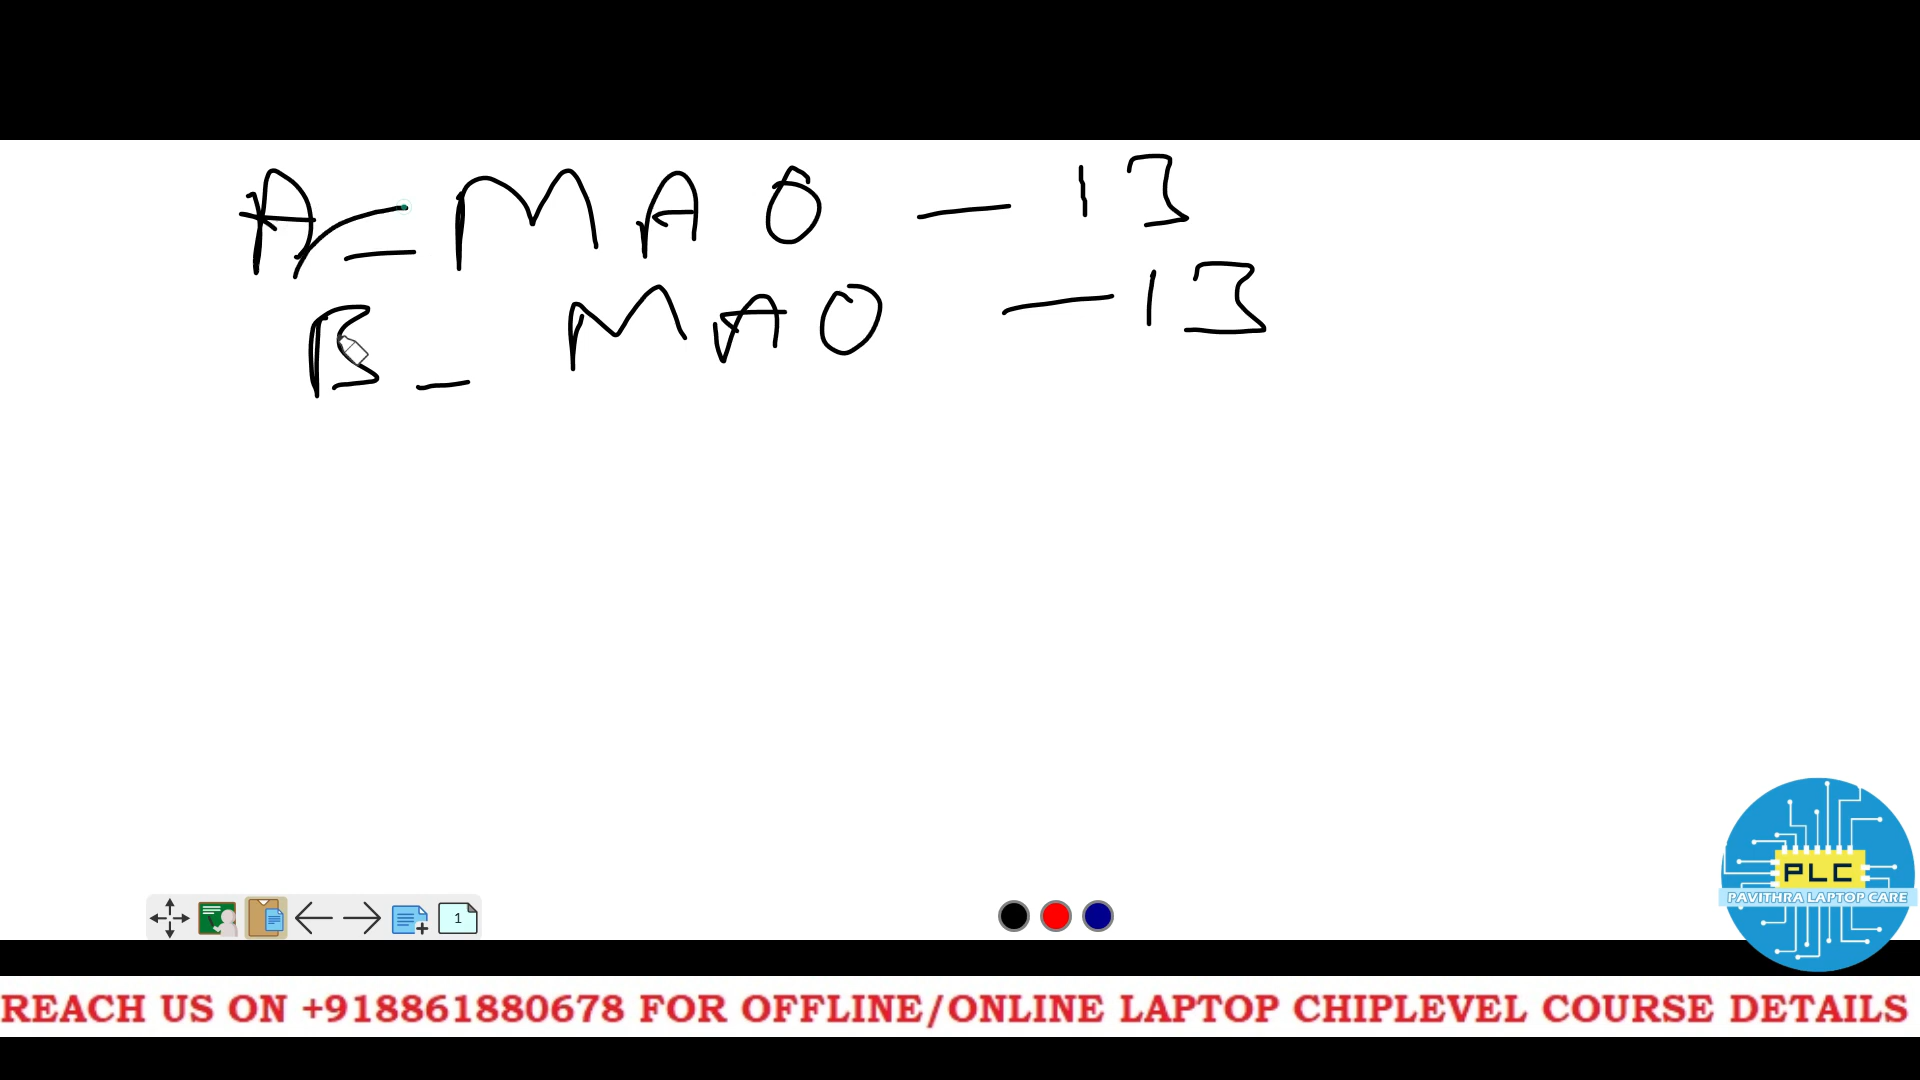 A = MAO — 13
B - MAO — 13
1
PLC
PAVITHRA LAPTOP CARE
REACH US ON +918861880678 FOR OFFLINE/ONLINE LAPTOP CHIPLEVEL COURSE DETAILS